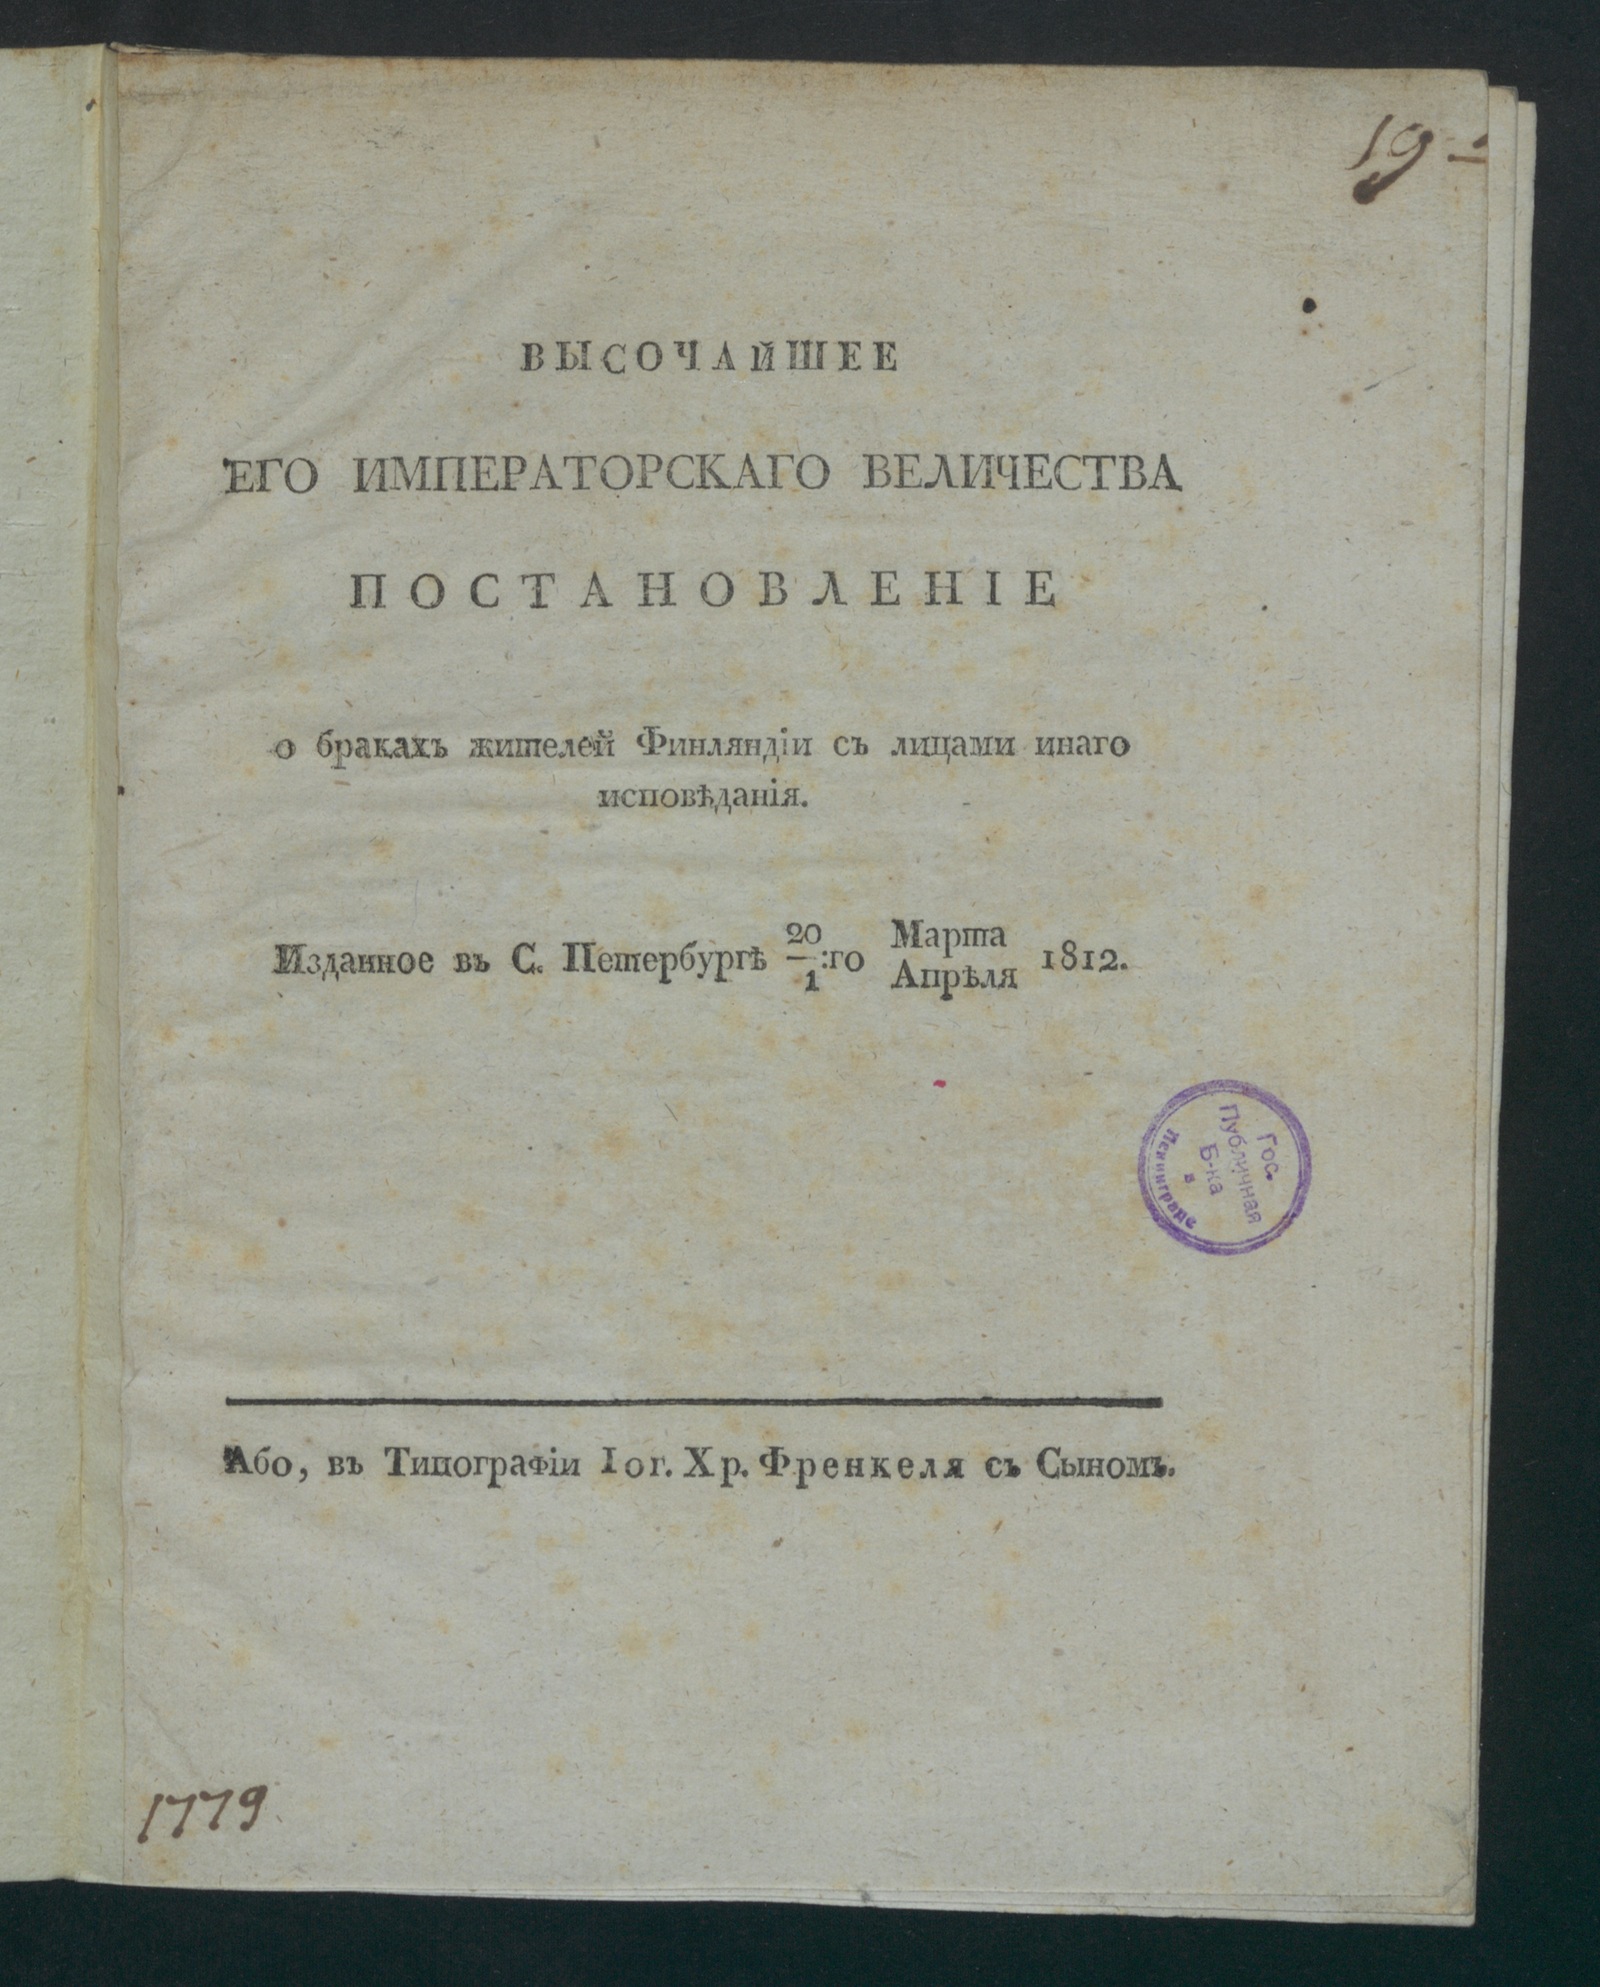 19
ВЫСОЧАЙШЕЕ
ЕГО ИМПЕРАТОРСКАГО ВЕЛИЧЕСТВА
ПОСТАНОВЛЕНІЕ
о бракахъ жителей Финляндіи съ лицами инаго
исповѣданія.
Изданное въ С. Петербургѣ 20/1:го Марта/Апрѣля 1812.
Гос.
Публичная
Б-ка
в
Ленинграде
Або, въ Типографіи Іог. Хр. Френкеля съ Сыномъ.
1779